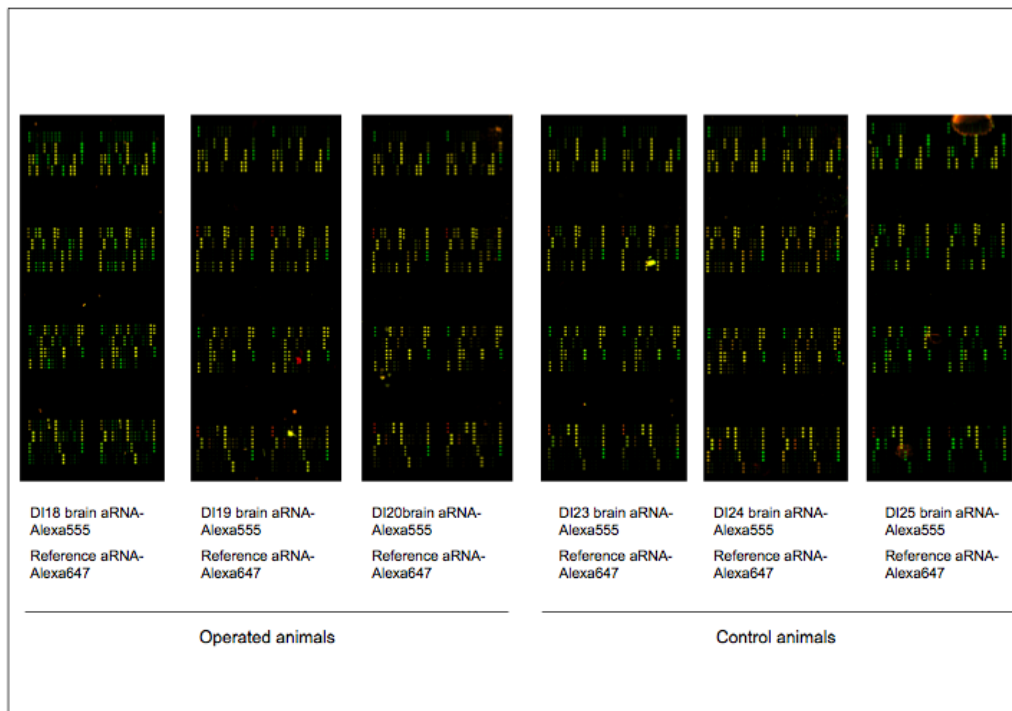 DI18 brain aRNA-
Alexa555
Reference aRNA-
Alexa647
DI19 brain aRNA-
Alexa555
Reference aRNA-
Alexa647
DI20brain aRNA-
Alexa555
Reference aRNA-
Alexa647
DI23 brain aRNA-
Alexa555
Reference aRNA-
Alexa647
DI24 brain aRNA-
Alexa555
Reference aRNA-
Alexa647
DI25 brain aRNA-
Alexa555
Reference aRNA-
Alexa647
Operated animals
Control animals